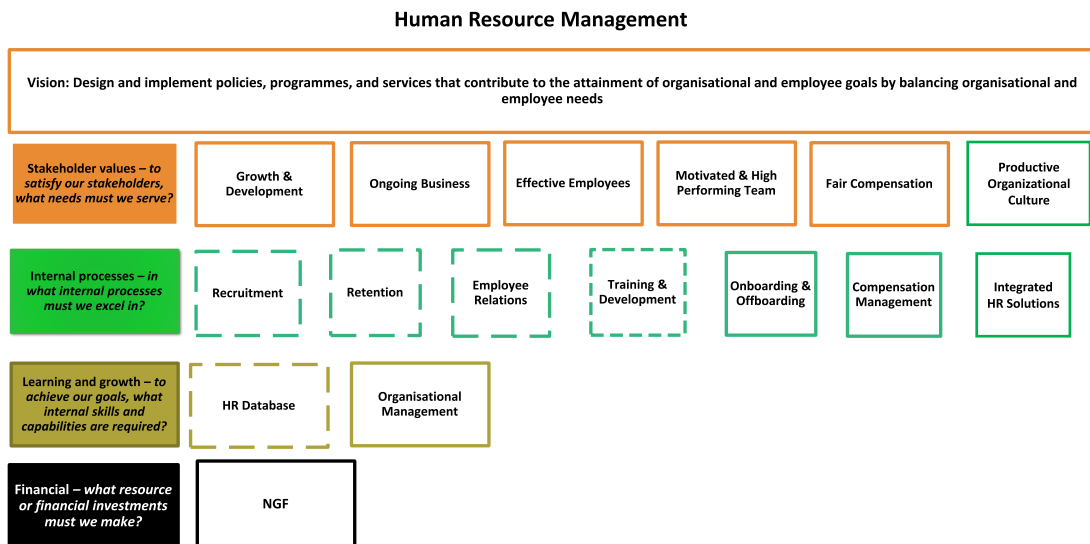 Human Resource Management
Vision: Design and implement policies, programmes, and services that contribute to the attainment of organisational and employee goals by balancing organisational and
employee needs
Stakeholder values – to
satisfy our stakeholders,
what needs must we serve?
Growth &
Development
Ongoing Business
Effective Employees
Motivated & High
Performing Team
Fair Compensation
Productive
Organizational
Culture
Internal processes – in
what internal processes
must we excel in?
Recruitment
Retention
Employee
Relations
Training &
Development
Onboarding &
Offboarding
Compensation
Management
Integrated
HR Solutions
Learning and growth – to
achieve our goals, what
internal skills and
capabilities are required?
HR Database
Organisational
Management
Financial – what resource
or financial investments
must we make?
NGF